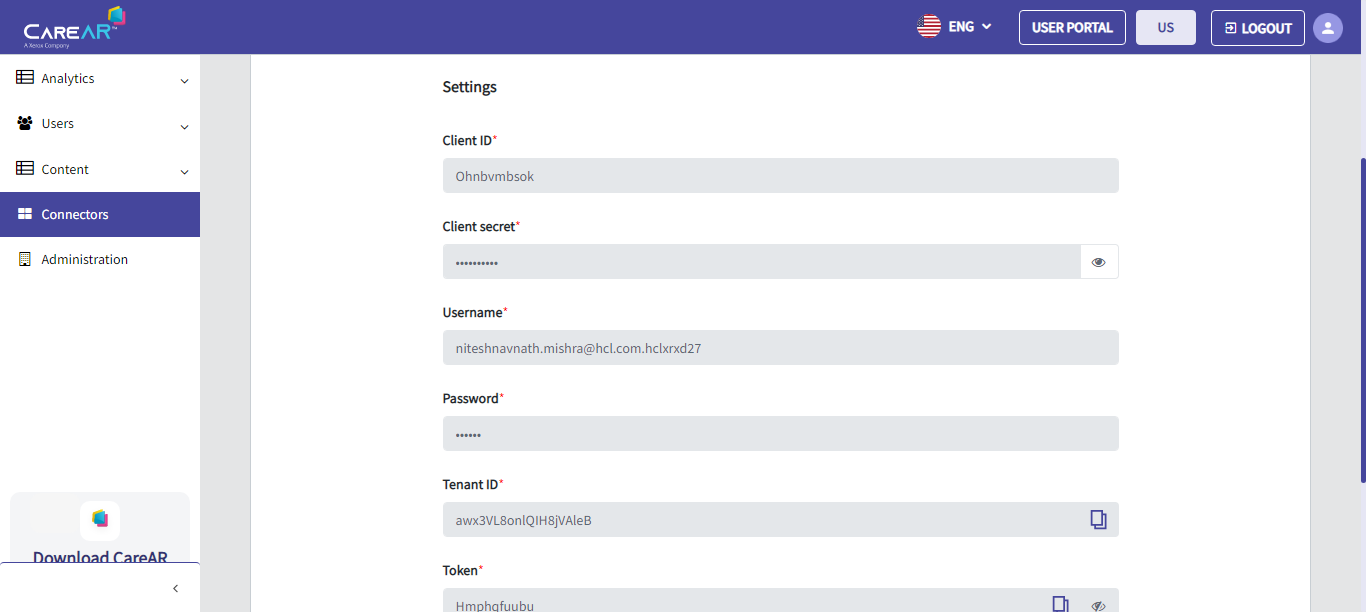 CAREAR™
A Xerox Company
ENG
USER PORTAL
US
LOGOUT
Analytics
Users
Content
Connectors
Administration
Download CareAR
Settings
Client ID*
Ohnbvmbsok
Client secret*
••••••••••
Username*
niteshnavnath.mishra@hcl.com.hclxrxd27
Password*
••••••
Tenant ID*
awx3VL8onlQIH8jVAleB
Token*
Hmphqfuubu